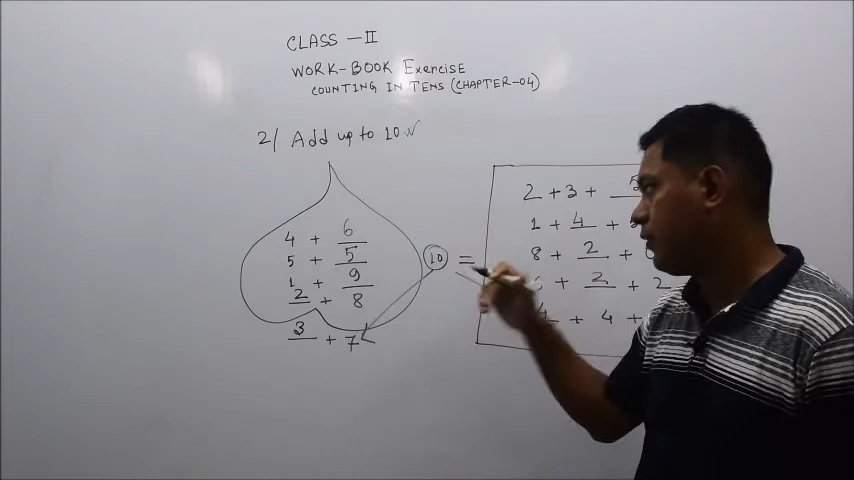 CLASS - II
WORK-BOOK Exercise
COUNTING IN TENS (CHAPTER-04)
2/ Add up to 10
4 + 6
5 + 5
1 + 9
2 + 8
3 + 7
10 =
2 + 3 + 5
1 + 4 +
8 + 2 +
+ 2 + 2
4 + 4 +